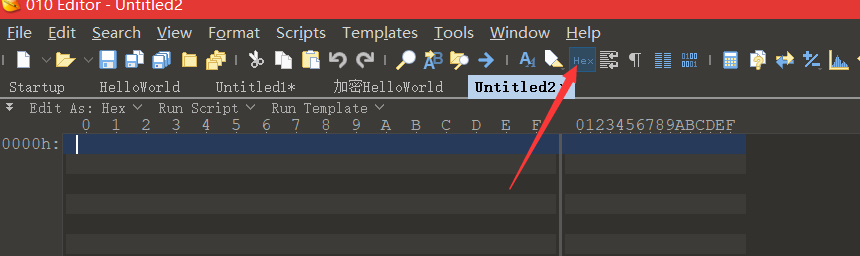 010 Editor - Untitled2
File Edit Search View Format Scripts Templates Tools Window Help
Hex ¶ 0100 0001
Startup HelloWorld Untitled1* 加密HelloWorld Untitled2*
Edit As: Hex Run Script Run Template
0 1 2 3 4 5 6 7 8 9 A B C D E F 0123456789ABCDEF
0000h: